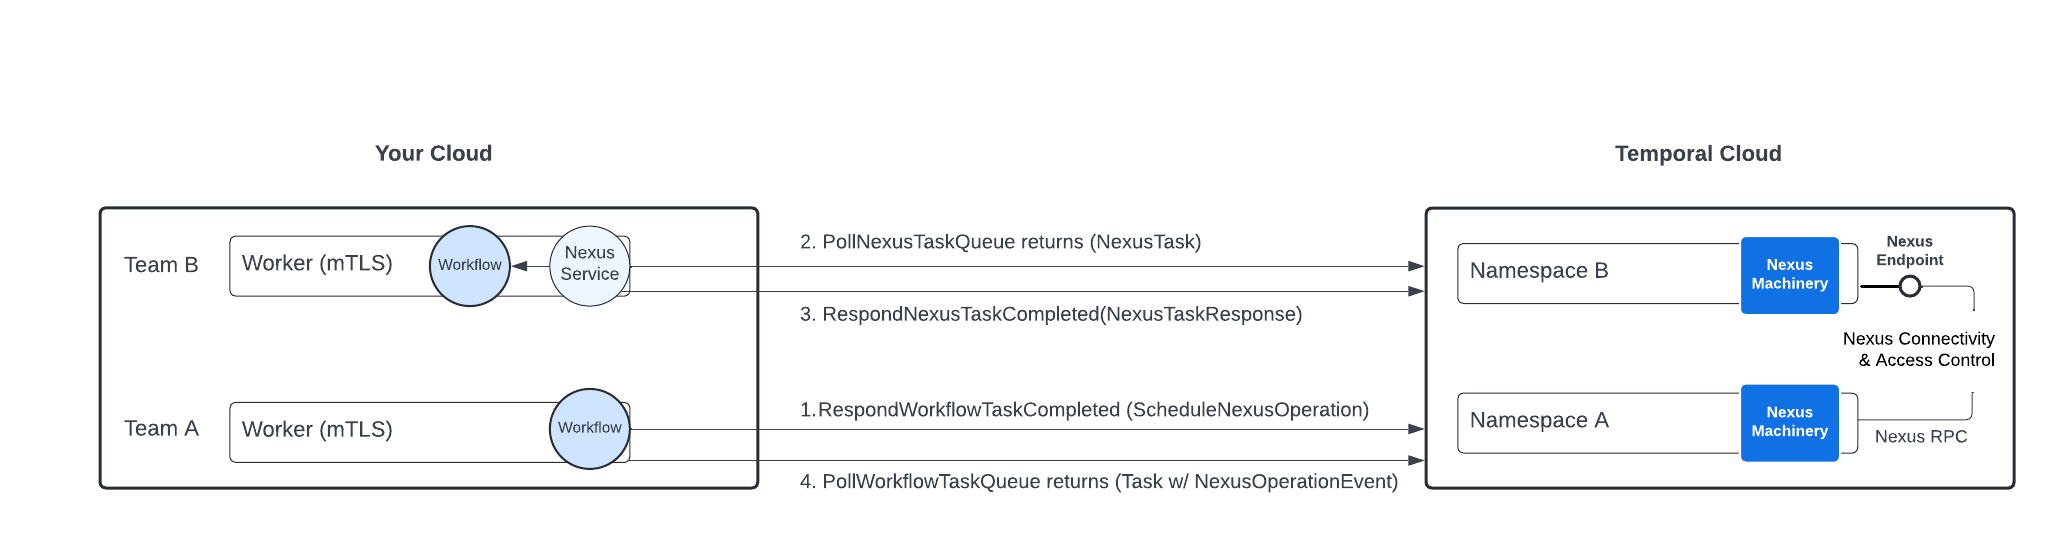 Your Cloud
Temporal Cloud
Team B
Worker (mTLS)
Workflow
Nexus
Service
2. PollNexusTaskQueue returns (NexusTask)
3. RespondNexusTaskCompleted(NexusTaskResponse)
Namespace B
Nexus
Machinery
Nexus
Endpoint
Nexus Connectivity
& Access Control
Team A
Worker (mTLS)
Workflow
1.RespondWorkflowTaskCompleted (ScheduleNexusOperation)
4. PollWorkflowTaskQueue returns (Task w/ NexusOperationEvent)
Namespace A
Nexus
Machinery
Nexus RPC